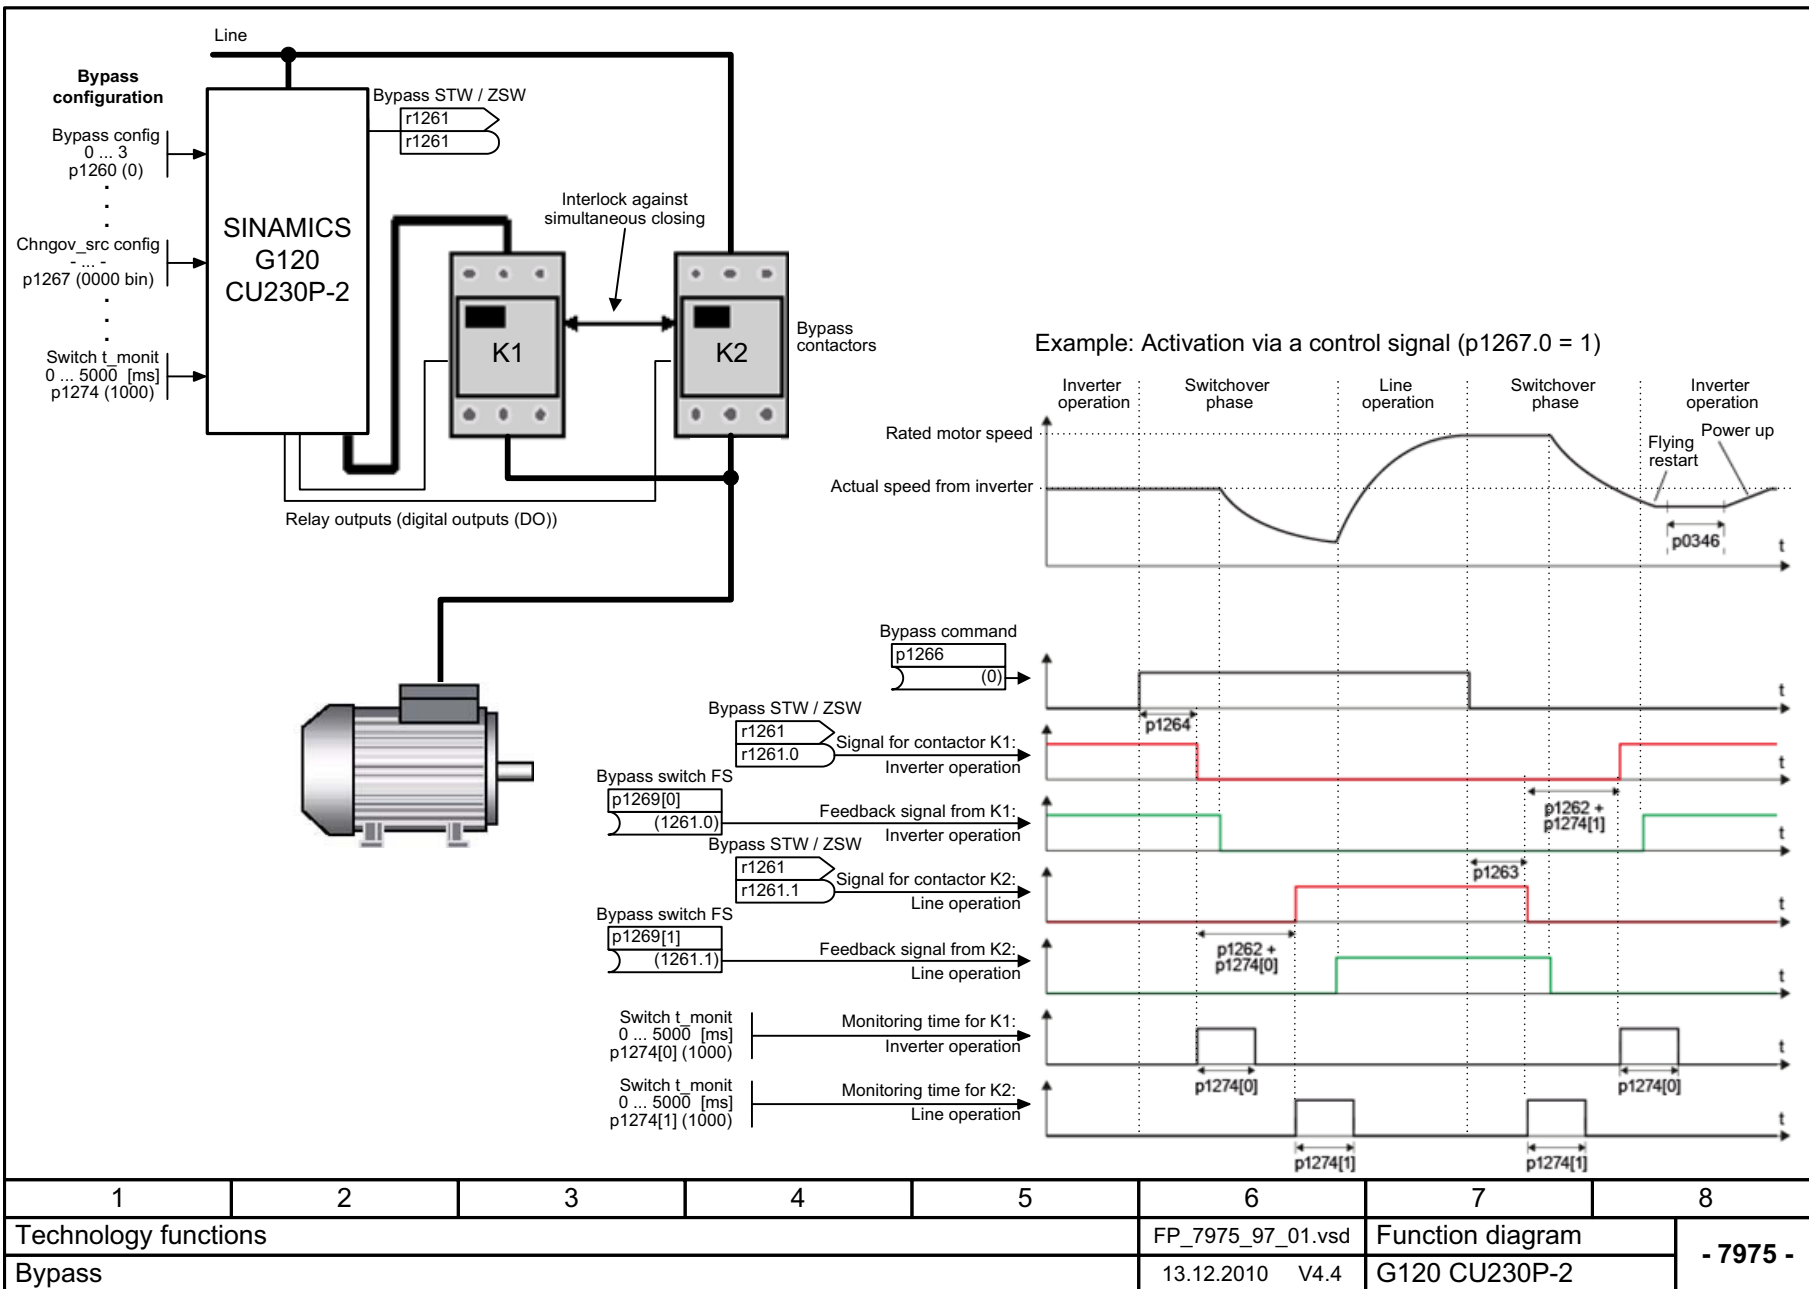 Line
Bypass
configuration
Bypass config
0 ... 3
p1260 (0)
.
.
.
Chngov_src config
- ... -
p1267 (0000 bin)
.
.
.
Switch t_monit
0 ... 5000 [ms]
p1274 (1000)
SINAMICS
G120
CU230P-2
Bypass STW / ZSW
r1261
r1261
Interlock against
simultaneous closing
K1
K2
Bypass
contactors
Relay outputs (digital outputs (DO))
Example: Activation via a control signal (p1267.0 = 1)
Inverter
operation
Switchover
phase
Line
operation
Switchover
phase
Inverter
operation
Rated motor speed
Flying
restart
Power up
Actual speed from inverter
p0346
t
Bypass command
p1266
(0)
t
p1264
Bypass STW / ZSW
r1261
r1261.0
Signal for contactor K1:
Inverter operation
t
p1262 +
p1274[1]
Bypass switch FS
p1269[0]
(1261.0)
Feedback signal from K1:
Inverter operation
t
p1263
Bypass STW / ZSW
r1261
r1261.1
Signal for contactor K2:
Line operation
t
p1262 +
p1274[0]
Bypass switch FS
p1269[1]
(1261.1)
Feedback signal from K2:
Line operation
t
Switch t_monit
0 ... 5000 [ms]
p1274[0] (1000)
Monitoring time for K1:
Inverter operation
t
p1274[0]
p1274[0]
Switch t_monit
0 ... 5000 [ms]
p1274[1] (1000)
Monitoring time for K2:
Line operation
t
p1274[1]
p1274[1]
1 2 3 4 5 6 7 8
Technology functions
FP_7975_97_01.vsd
Function diagram
- 7975 -
Bypass
13.12.2010 V4.4
G120 CU230P-2